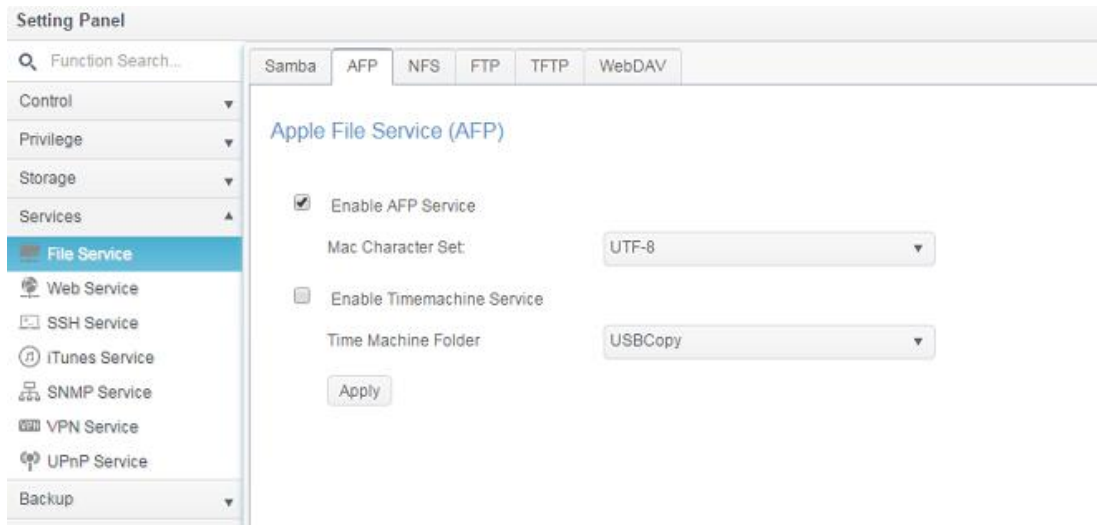 Setting Panel
Function Search...
Control
Privilege
Storage
Services
File Service
Web Service
SSH Service
iTunes Service
SNMP Service
VPN Service
UPnP Service
Backup
Samba AFP NFS FTP TFTP WebDAV
Apple File Service (AFP)
Enable AFP Service
Mac Character Set: UTF-8
Enable Timemachine Service
Time Machine Folder USBCopy
Apply